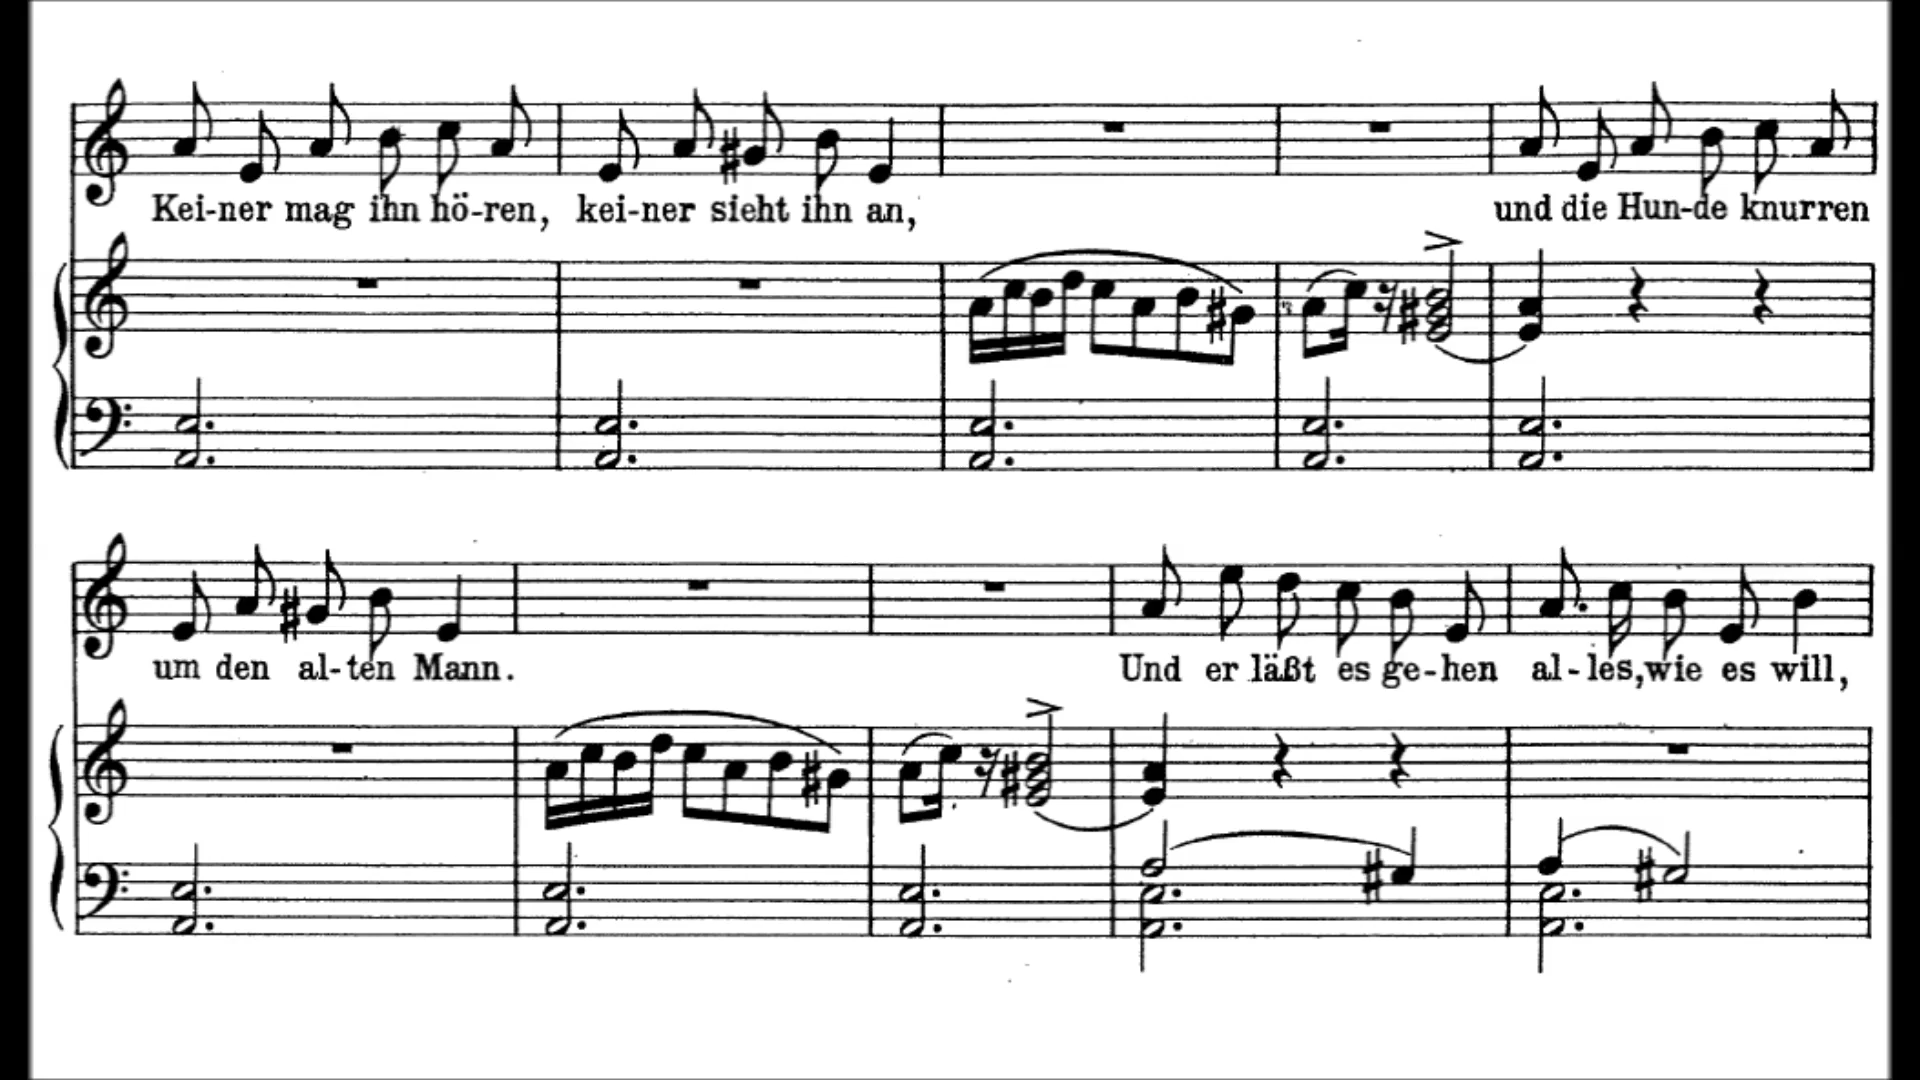 Kei-ner mag ihn hö-ren, kei-ner sieht ihn an, und die Hun-de knurren
um den al-ten Mann. Und er läßt es ge-hen al-les, wie es will,